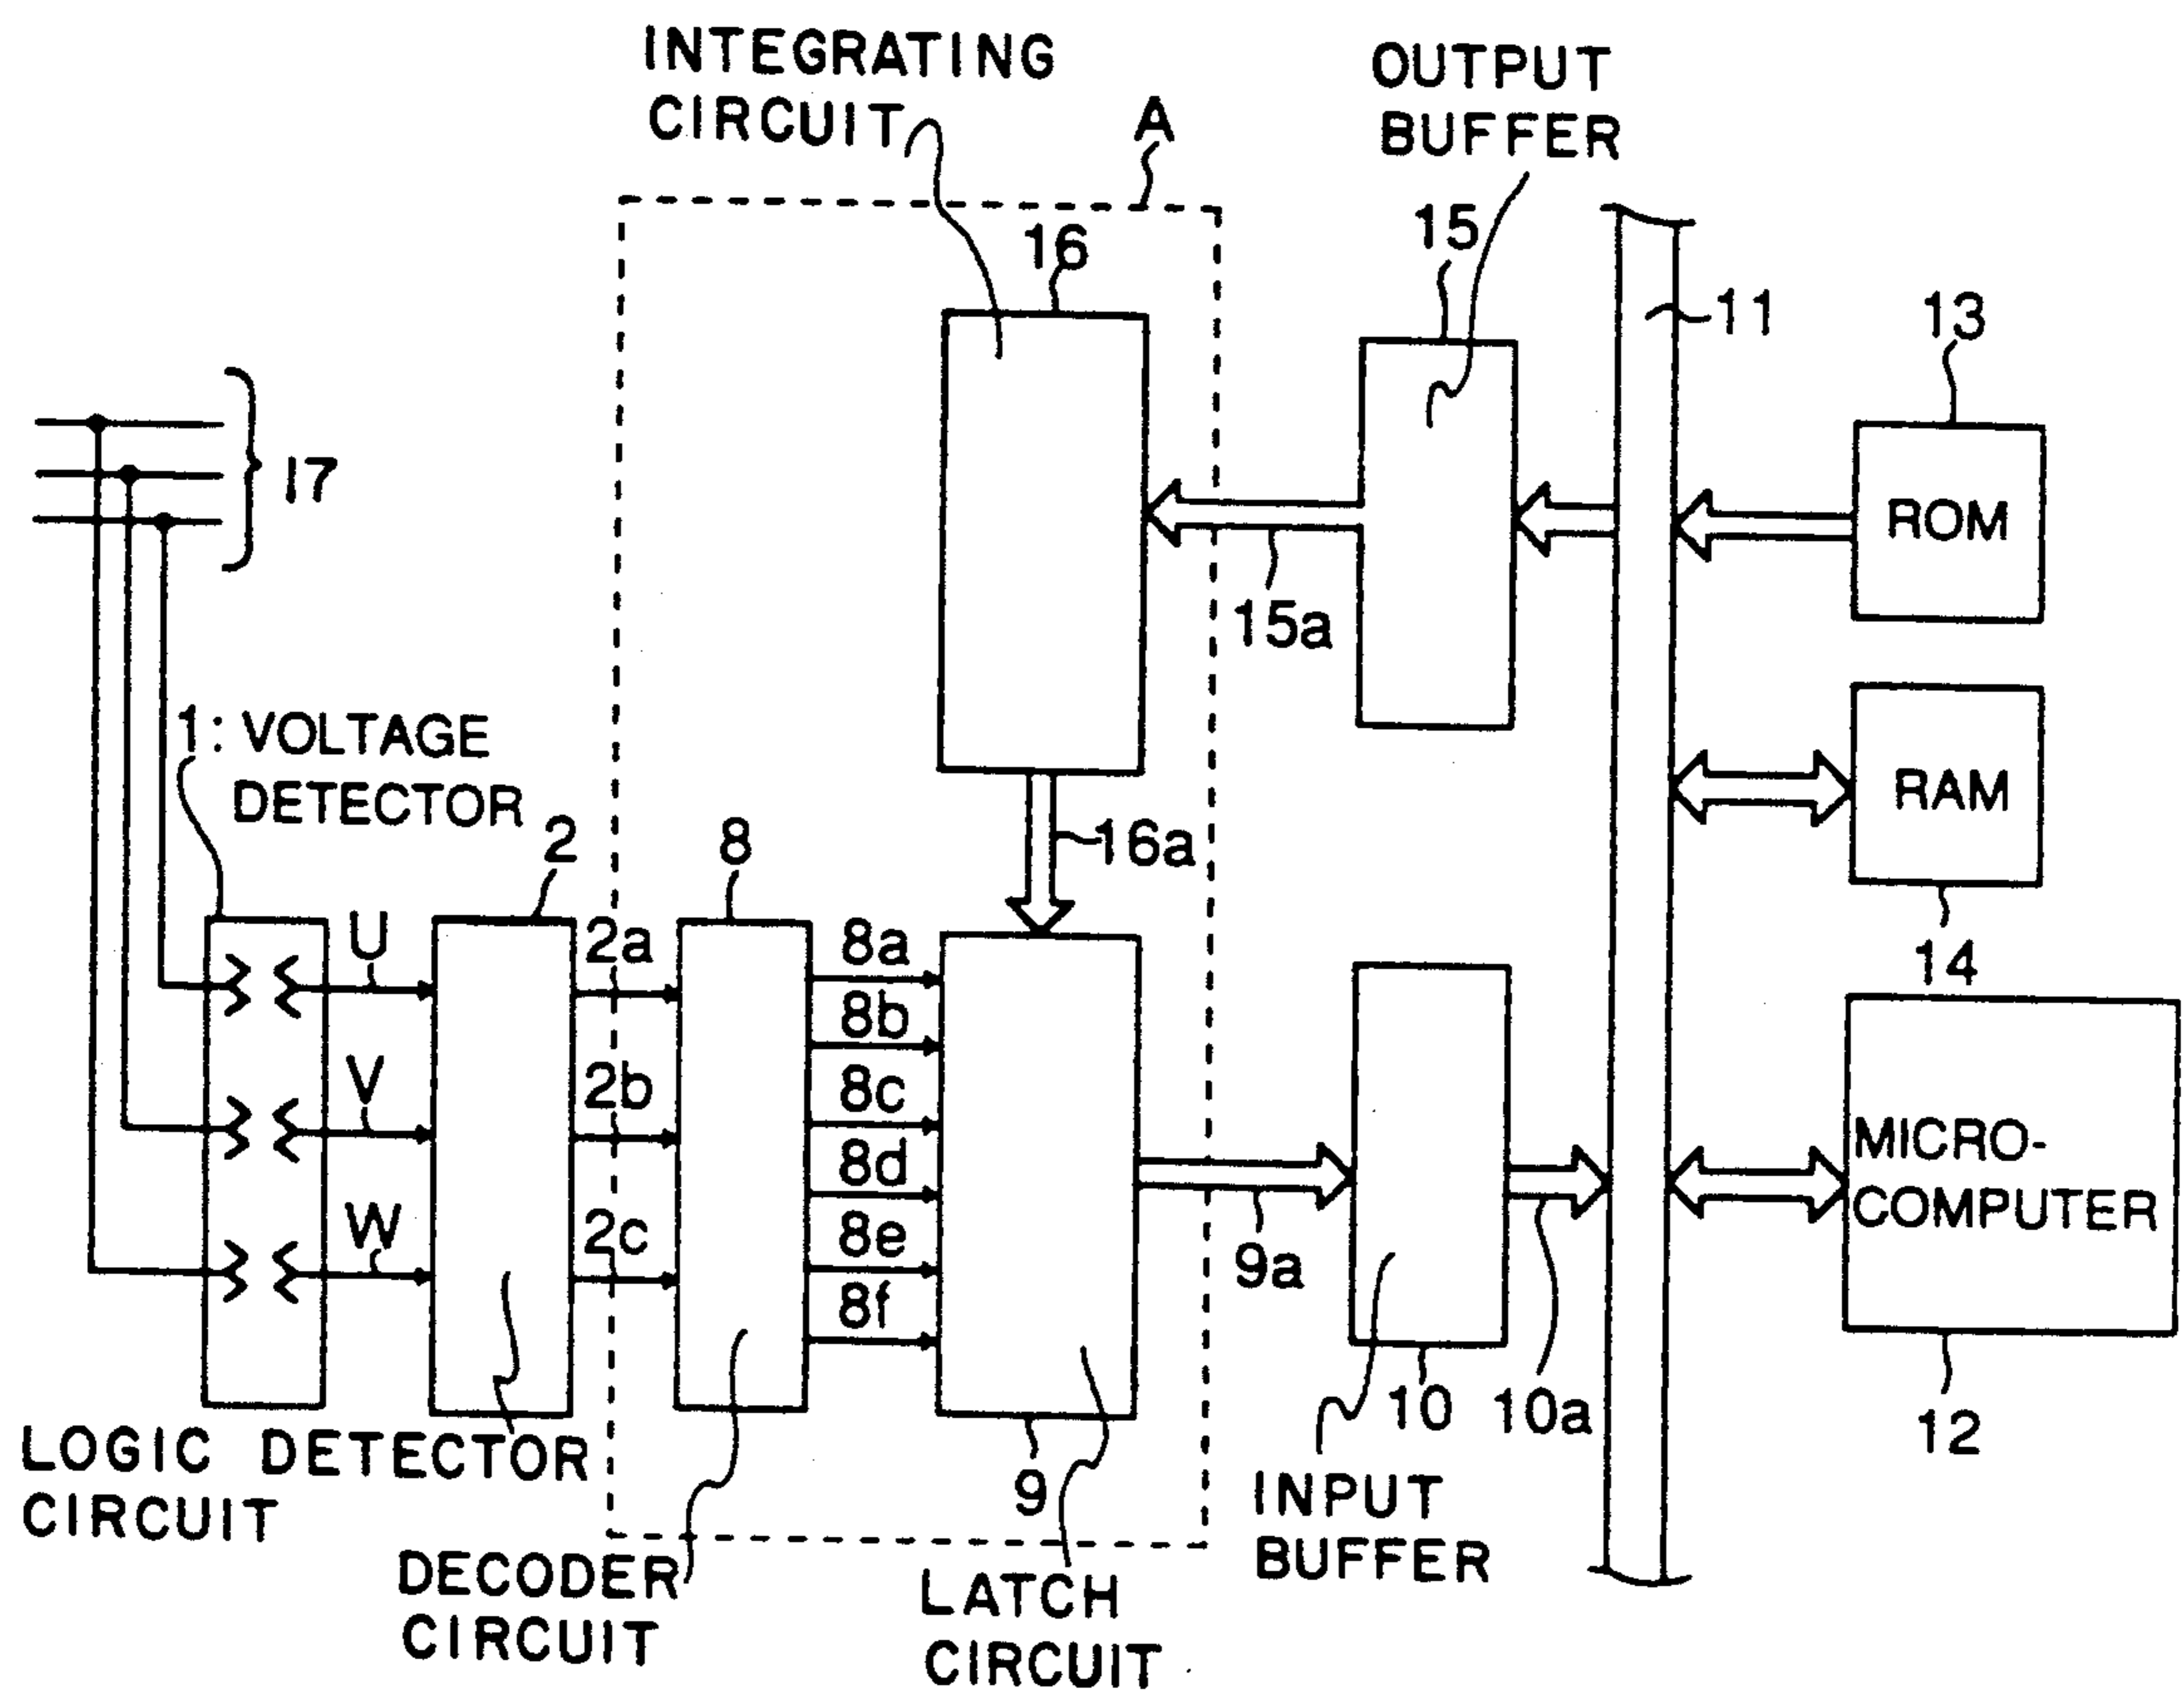 INTEGRATING
CIRCUIT
A
OUTPUT
BUFFER
16
15
11
13
17
ROM
15a
1: VOLTAGE
DETECTOR
RAM
2
8
16a
14
U
2a
8a
8b
V
2b
8c
MICRO-
COMPUTER
8d
W
2c
8e
9a
8f
10
10a
12
LOGIC DETECTOR
CIRCUIT
9
INPUT
BUFFER
DECODER
CIRCUIT
LATCH
CIRCUIT